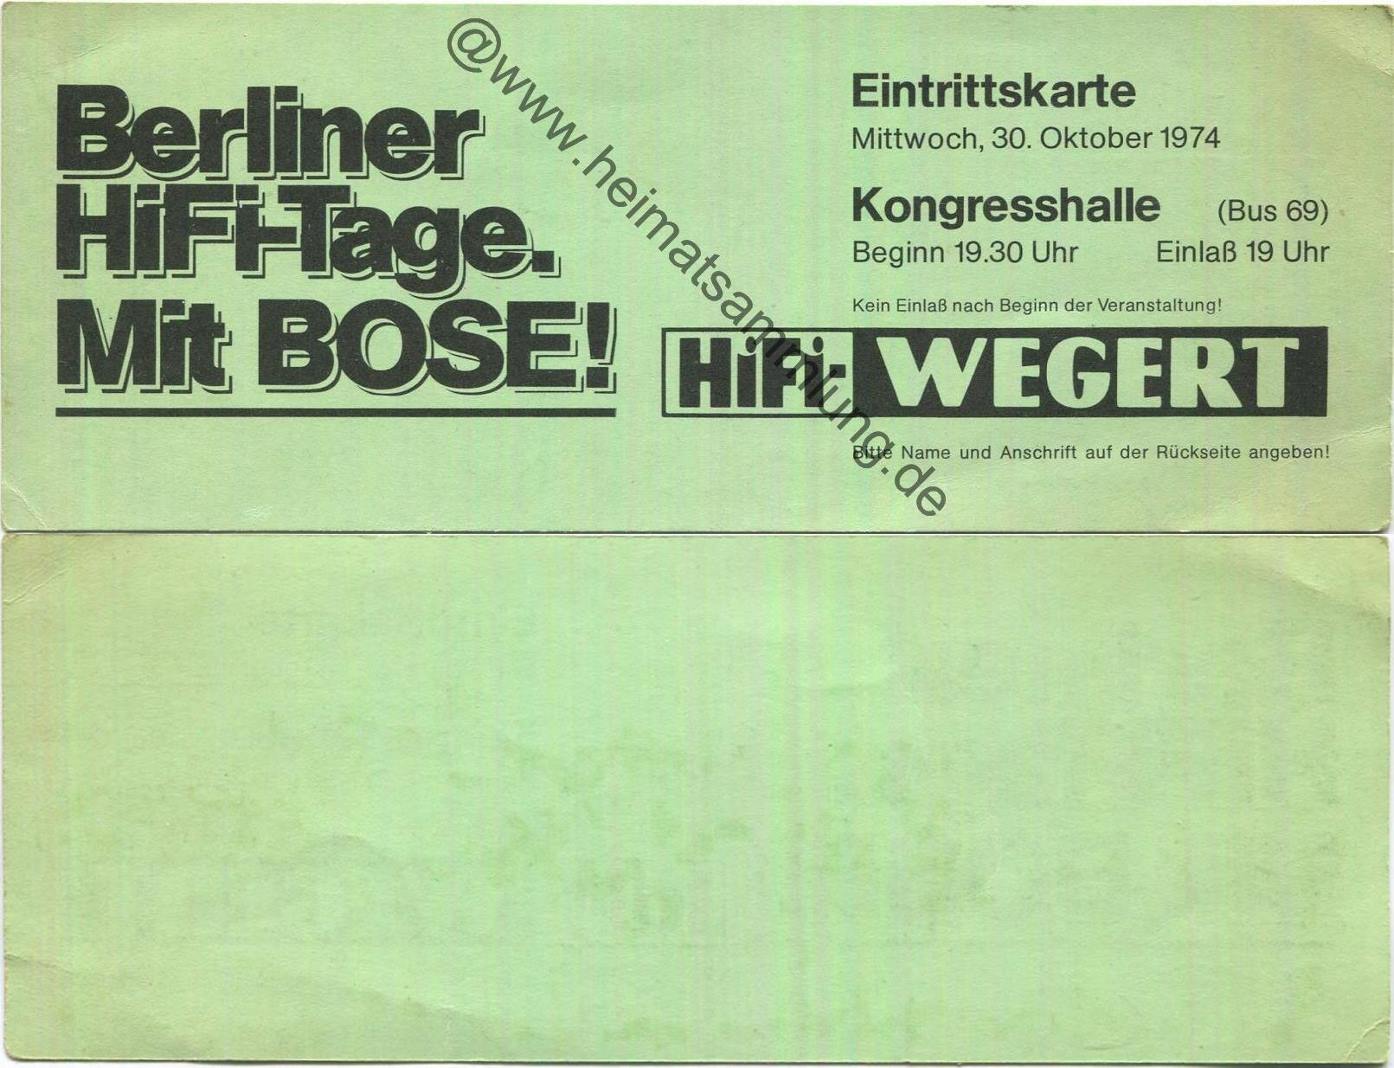 Berliner
HiFi-Tage.
Mit BOSE!
Eintrittskarte
Mittwoch, 30. Oktober 1974
Kongresshalle (Bus 69)
Beginn 19.30 Uhr Einlaß 19 Uhr
Kein Einlaß nach Beginn der Veranstaltung!
HiFi-WEGERT
Bitte Name und Anschrift auf der Rückseite angeben!
@www.heimatsammlung.de